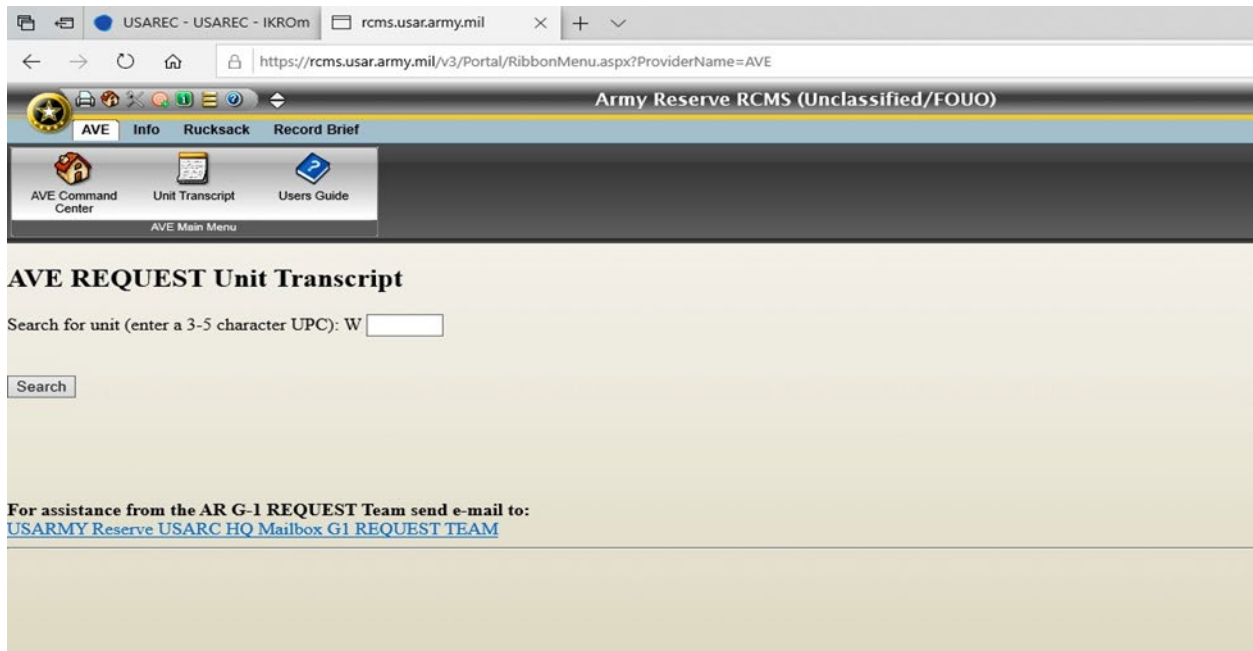 USAREC - USAREC - IKROm
rcms.usar.army.mil
https://rcms.usar.army.mil/v3/Portal/RibbonMenu.aspx?ProviderName=AVE
Army Reserve RCMS (Unclassified/FOUO)
AVE Info Rucksack Record Brief
AVE Command Center
Unit Transcript
Users Guide
AVE Main Menu
AVE REQUEST Unit Transcript
Search for unit (enter a 3-5 character UPC): W
Search
For assistance from the AR G-1 REQUEST Team send e-mail to:
USARMY Reserve USARC HQ Mailbox G1 REQUEST TEAM